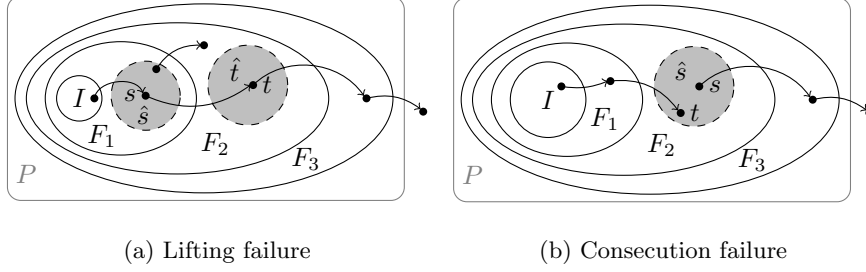 I s ŝ t̂ t F₁ F₂ F₃ P
I ŝ s t F₁ F₂ F₃ P
(a) Lifting failure (b) Consecution failure